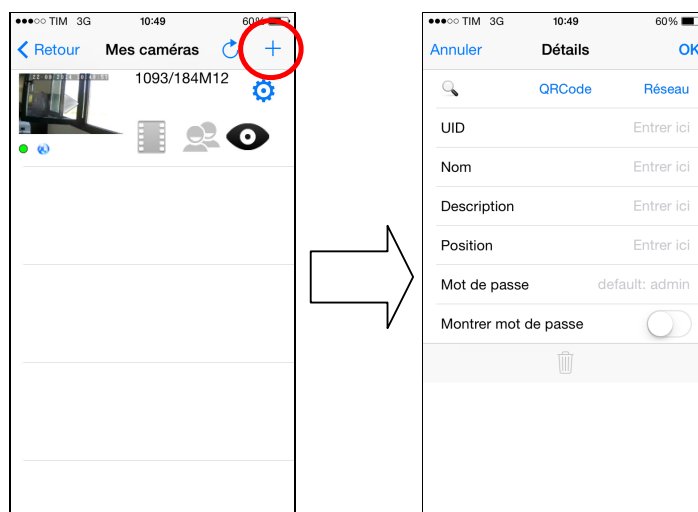 TIM 3G 10:49 60%
Retour Mes caméras
1093/184M12
TIM 3G 10:49 60%
Annuler Détails OK
QRCode Réseau
UID Entrer ici
Nom Entrer ici
Description Entrer ici
Position Entrer ici
Mot de passe default: admin
Montrer mot de passe